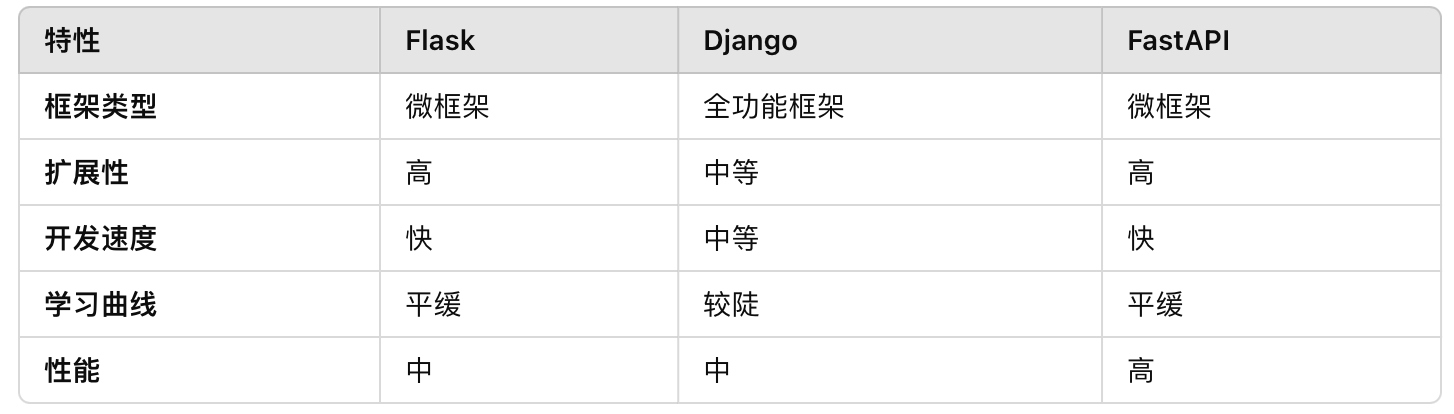 特性 Flask Django FastAPI
框架类型 微框架 全功能框架 微框架
扩展性 高 中等 高
开发速度 快 中等 快
学习曲线 平缓 较陡 平缓
性能 中 中 高